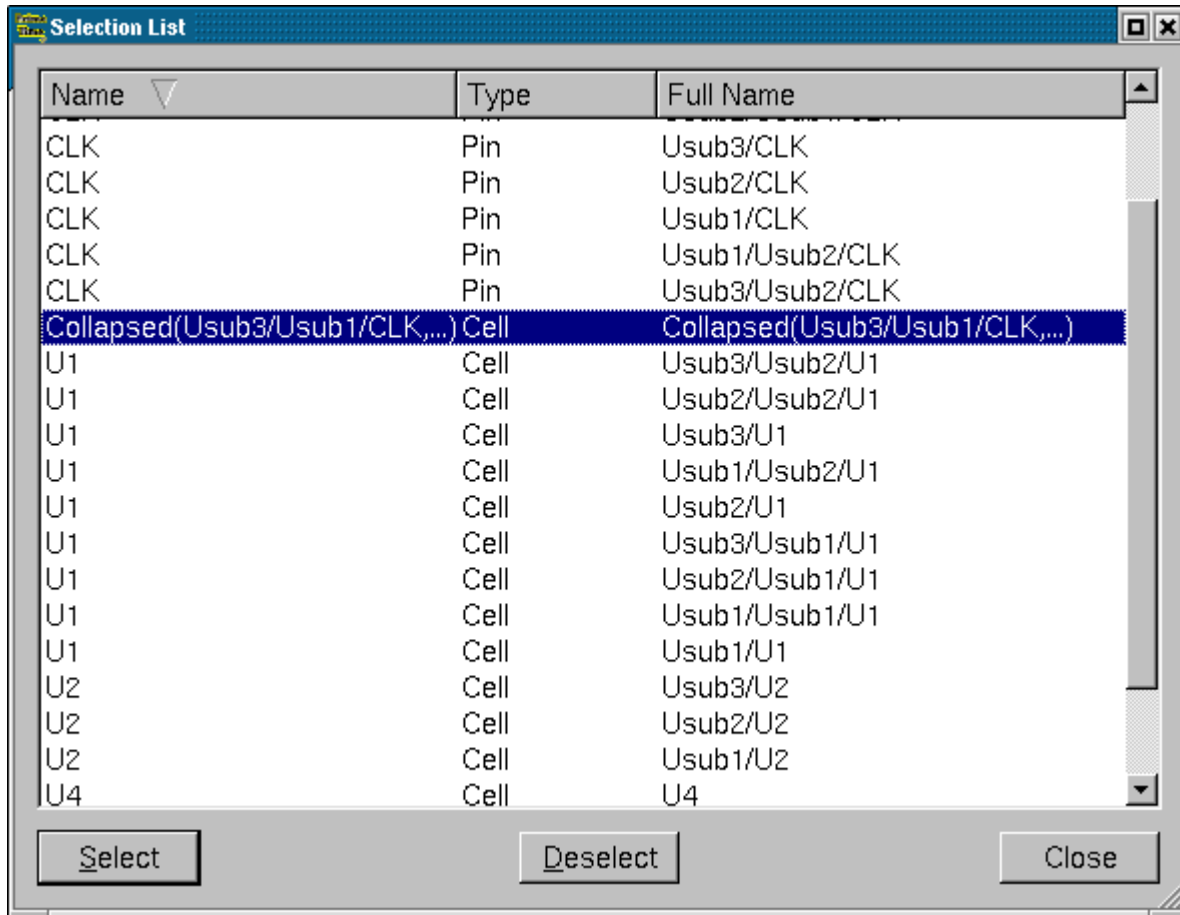 Selection List
Name Type Full Name
CLK Pin Usub3/CLK
CLK Pin Usub2/CLK
CLK Pin Usub1/CLK
CLK Pin Usub1/Usub2/CLK
CLK Pin Usub3/Usub2/CLK
Collapsed(Usub3/Usub1/CLK,...) Cell Collapsed(Usub3/Usub1/CLK,...)
U1 Cell Usub3/Usub2/U1
U1 Cell Usub2/Usub2/U1
U1 Cell Usub3/U1
U1 Cell Usub1/Usub2/U1
U1 Cell Usub2/U1
U1 Cell Usub3/Usub1/U1
U1 Cell Usub2/Usub1/U1
U1 Cell Usub1/Usub1/U1
U1 Cell Usub1/U1
U2 Cell Usub3/U2
U2 Cell Usub2/U2
U2 Cell Usub1/U2
U4 Cell U4
Select Deselect Close